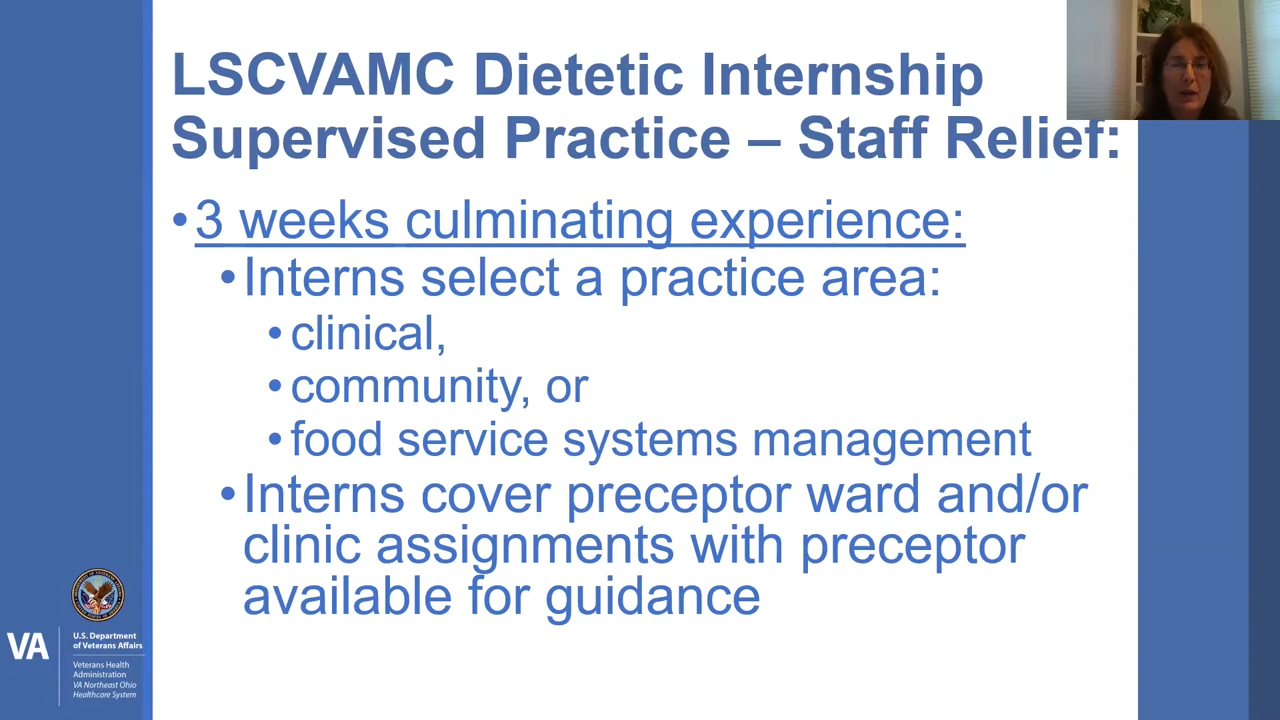 LSCVAMC Dietetic Internship
Supervised Practice – Staff Relief:
•3 weeks culminating experience:
•Interns select a practice area:
•clinical,
•community, or
•food service systems management
•Interns cover preceptor ward and/or
clinic assignments with preceptor
available for guidance
VA
U.S. Department
of Veterans Affairs
Veterans Health
Administration
VA Northeast Ohio
Healthcare System